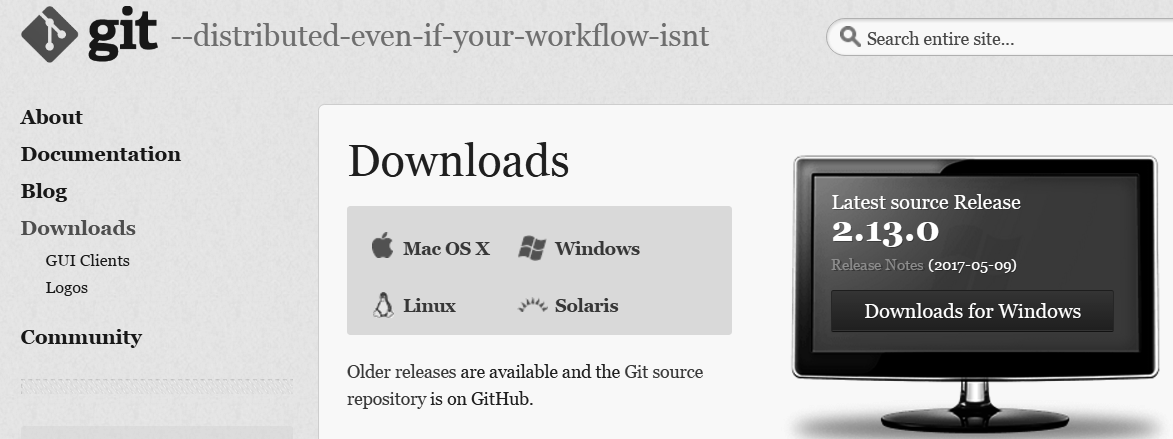 git --distributed-even-if-your-workflow-isnt
Search entire site...
About
Documentation
Blog
Downloads
GUI Clients
Logos
Community
Downloads
Mac OS X Windows
Linux Solaris
Older releases are available and the Git source
repository is on GitHub.
Latest source Release
2.13.0
Release Notes (2017-05-09)
Downloads for Windows